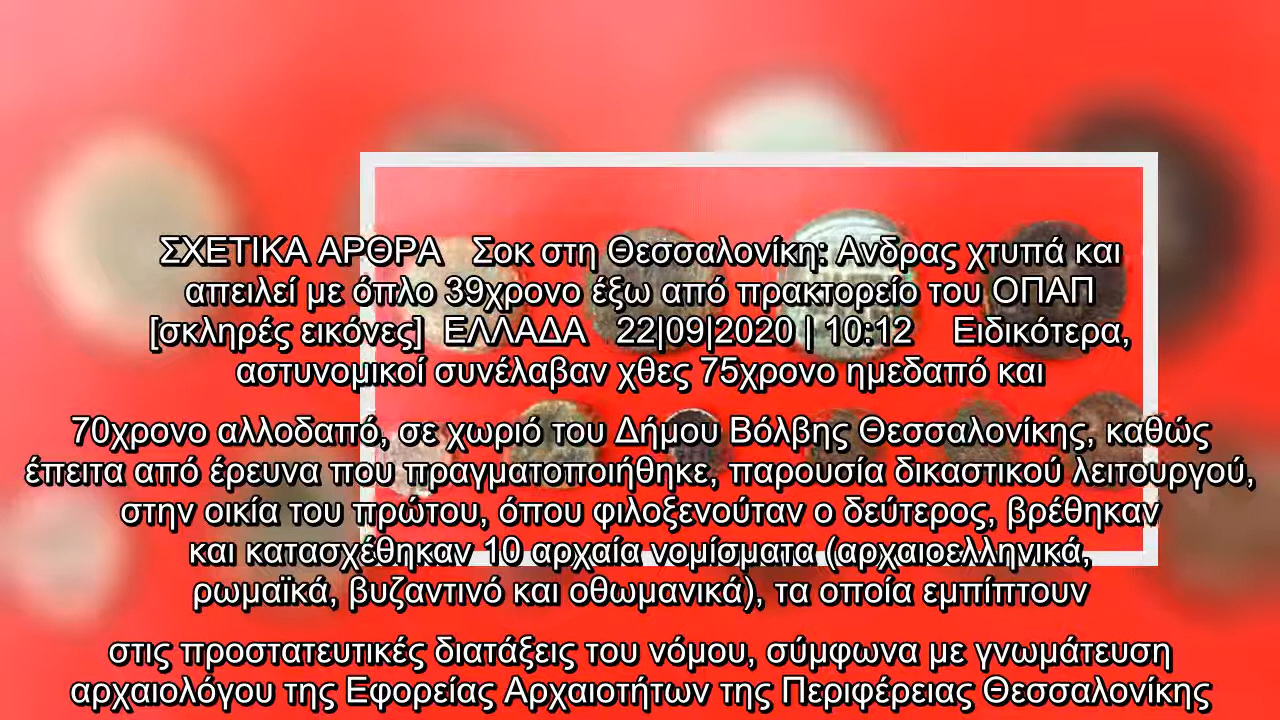 ΣΧΕΤΙΚΑ ΑΡΘΡΑ Σοκ στη Θεσσαλονίκη: Ανδρας χτυπά και
απειλεί με όπλο 39χρονο έξω από πρακτορείο του ΟΠΑΠ
[σκληρές εικόνες] ΕΛΛΑΔΑ 22|09|2020 | 10:12 Ειδικότερα,
αστυνομικοί συνέλαβαν χθες 75χρονο ημεδαπό και
70χρονο αλλοδαπό, σε χωριό του Δήμου Βόλβης Θεσσαλονίκης, καθώς
έπειτα από έρευνα που πραγματοποιήθηκε, παρουσία δικαστικού λειτουργού,
στην οικία του πρώτου, όπου φιλοξενούταν ο δεύτερος, βρέθηκαν
και κατασχέθηκαν 10 αρχαία νομίσματα (αρχαιοελληνικά,
ρωμαϊκά, βυζαντινό και οθωμανικά), τα οποία εμπίπτουν
στις προστατευτικές διατάξεις του νόμου, σύμφωνα με γνωμάτευση
αρχαιολόγου της Εφορείας Αρχαιοτήτων της Περιφέρειας Θεσσαλονίκης